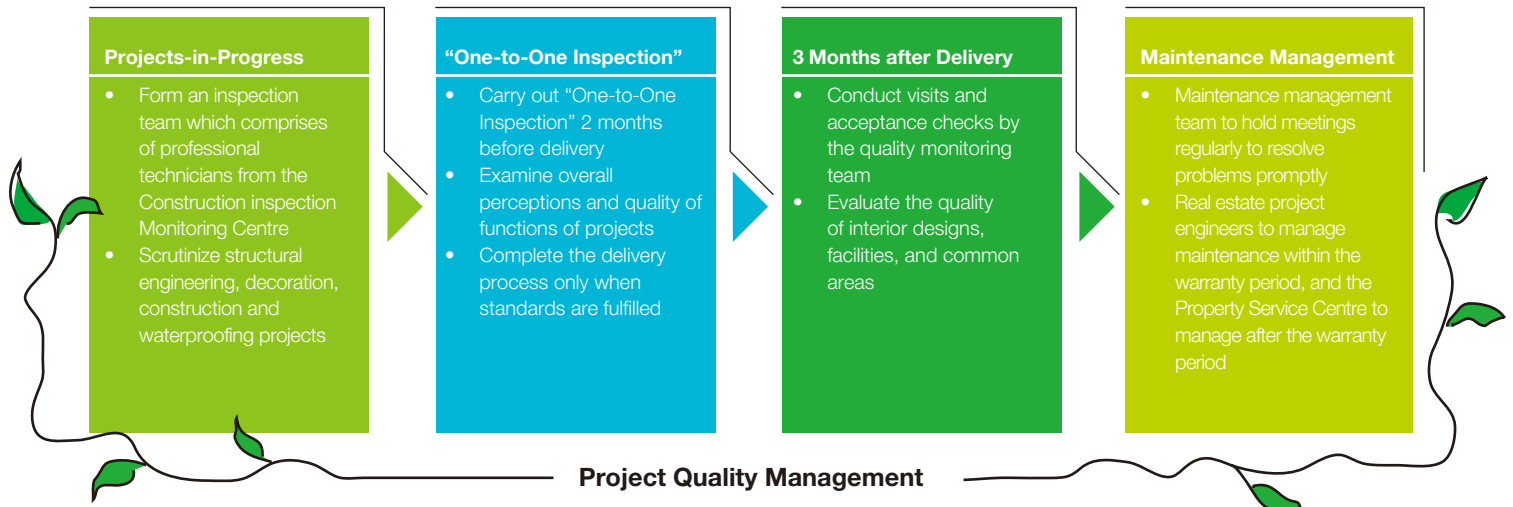 Projects-in-Progress
• Form an inspection
team which comprises
of professional
technicians from the
Construction inspection
Monitoring Centre
• Scrutinize structural
engineering, decoration,
construction and
waterproofing projects
“One-to-One Inspection”
• Carry out “One-to-One
Inspection” 2 months
before delivery
• Examine overall
perceptions and quality of
functions of projects
• Complete the delivery
process only when
standards are fulfilled
3 Months after Delivery
• Conduct visits and
acceptance checks by
the quality monitoring
team
• Evaluate the quality
of interior designs,
facilities, and common
areas
Maintenance Management
• Maintenance management
team to hold meetings
regularly to resolve
problems promptly
• Real estate project
engineers to manage
maintenance within the
warranty period, and the
Property Service Centre to
manage after the warranty
period
Project Quality Management